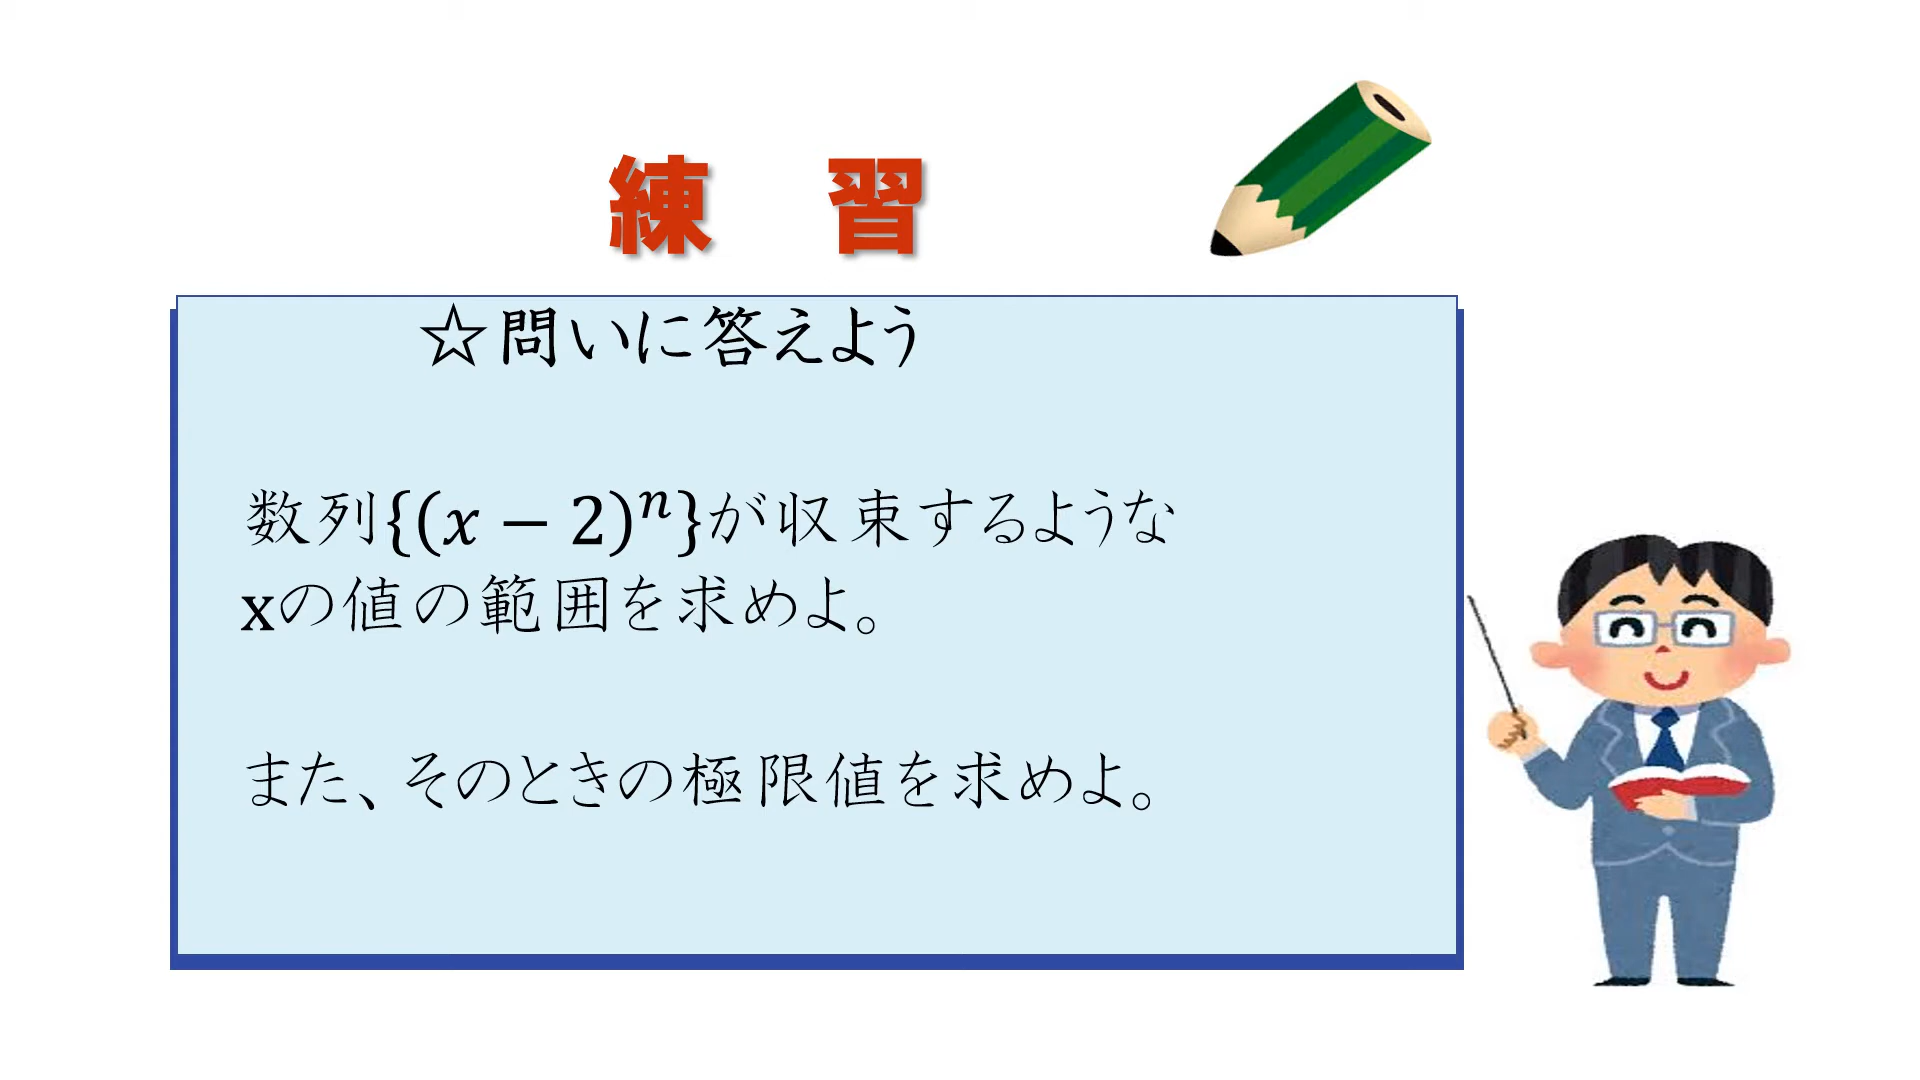 練 習
☆問いに答えよう
数列{(𝑥 − 2)ⁿ}が収束するような
xの値の範囲を求めよ。
また、そのときの極限値を求めよ。